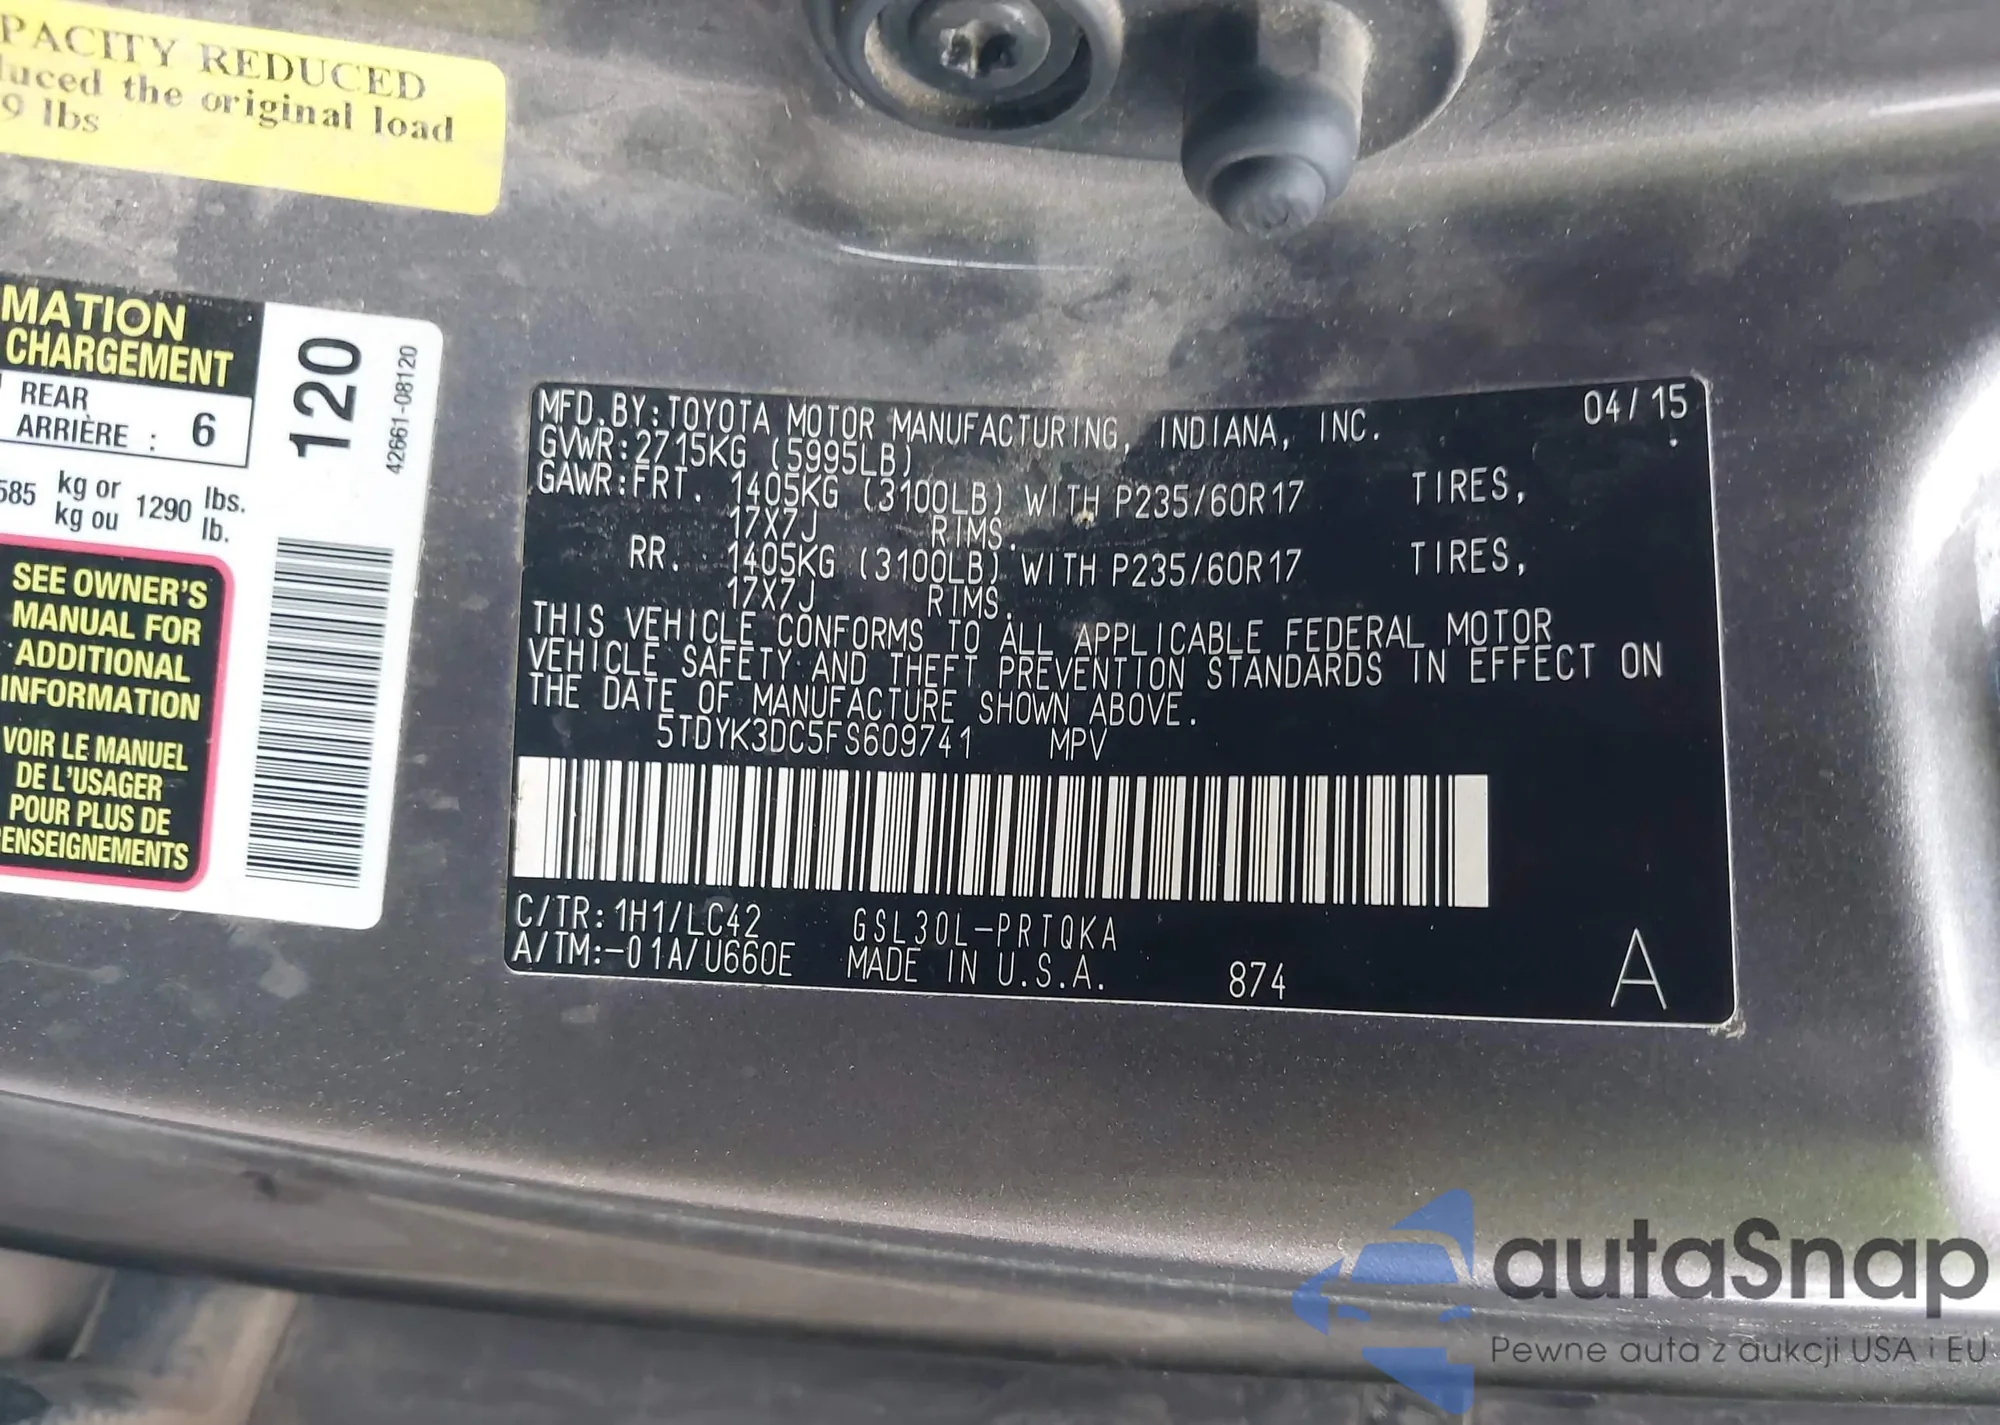 PACITY REDUCED
uced the original load
9 lbs
MATION
CHARGEMENT
REAR
ARRIÈRE : 6
585 kg or 1290 lbs.
kg ou lb.
120
42661-08120
SEE OWNER'S
MANUAL FOR
ADDITIONAL
INFORMATION
VOIR LE MANUEL
DE L'USAGER
POUR PLUS DE
ENSEIGNEMENTS
MFD.BY:TOYOTA MOTOR MANUFACTURING, INDIANA, INC. 04/15
GVWR:2715KG (5995LB)
GAWR:FRT. 1405KG (3100LB) WITH P235/60R17 TIRES,
17X7J RIMS.
RR. 1405KG (3100LB) WITH P235/60R17 TIRES,
17X7J RIMS.
THIS VEHICLE CONFORMS TO ALL APPLICABLE FEDERAL MOTOR
VEHICLE SAFETY AND THEFT PREVENTION STANDARDS IN EFFECT ON
THE DATE OF MANUFACTURE SHOWN ABOVE.
5TDYK3DC5FS609741 MPV
C/TR:1H1/LC42 GSL30L-PRTQKA
A/TM:-01A/U660E MADE IN U.S.A. 874 A
autaSnap
Pewne auta z aukcji USA i EU